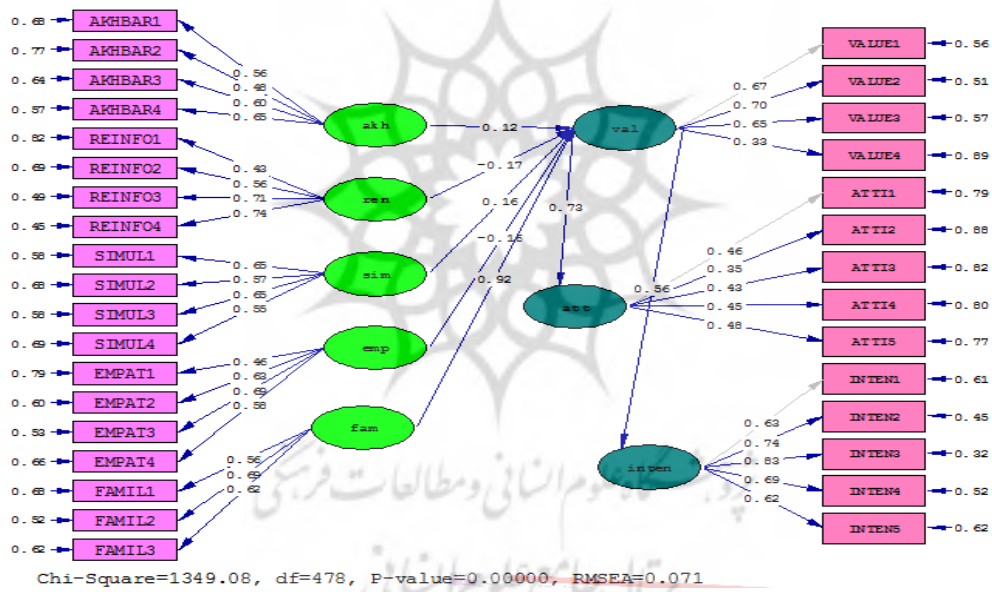 0.68 AKHBAR1
0.77 AKHBAR2
0.64 AKHBAR3
0.57 AKHBAR4
0.82 REINFO1
0.69 REINFO2
0.49 REINFO3
0.45 REINFO4
0.58 SIMUL1
0.68 SIMUL2
0.58 SIMUL3
0.69 SIMUL4
0.79 EMPAT1
0.60 EMPAT2
0.53 EMPAT3
0.66 EMPAT4
0.68 FAMIL1
0.52 FAMIL2
0.62 FAMIL3
0.56
0.48
0.60
0.65
0.43
0.56
0.71
0.74
0.65
0.57
0.65
0.55
0.46
0.63
0.69
0.58
0.56
0.69
0.62
akh
ren
sim
emp
fam
0.12
-0.17
0.16
-0.15
0.92
val
0.73
att
0.56
inten
0.67
0.70
0.65
0.33
0.46
0.35
0.43
0.45
0.48
0.63
0.74
0.83
0.69
0.62
VALUE1 0.56
VALUE2 0.51
VALUE3 0.57
VALUE4 0.89
ATTI1 0.79
ATTI2 0.88
ATTI3 0.82
ATTI4 0.80
ATTI5 0.77
INTEN1 0.61
INTEN2 0.45
INTEN3 0.32
INTEN4 0.52
INTEN5 0.62
پژوهشگاه علوم انسانی و مطالعات فرهنگی
Chi-Square=1349.08, df=478, P-value=0.00000, RMSEA=0.071